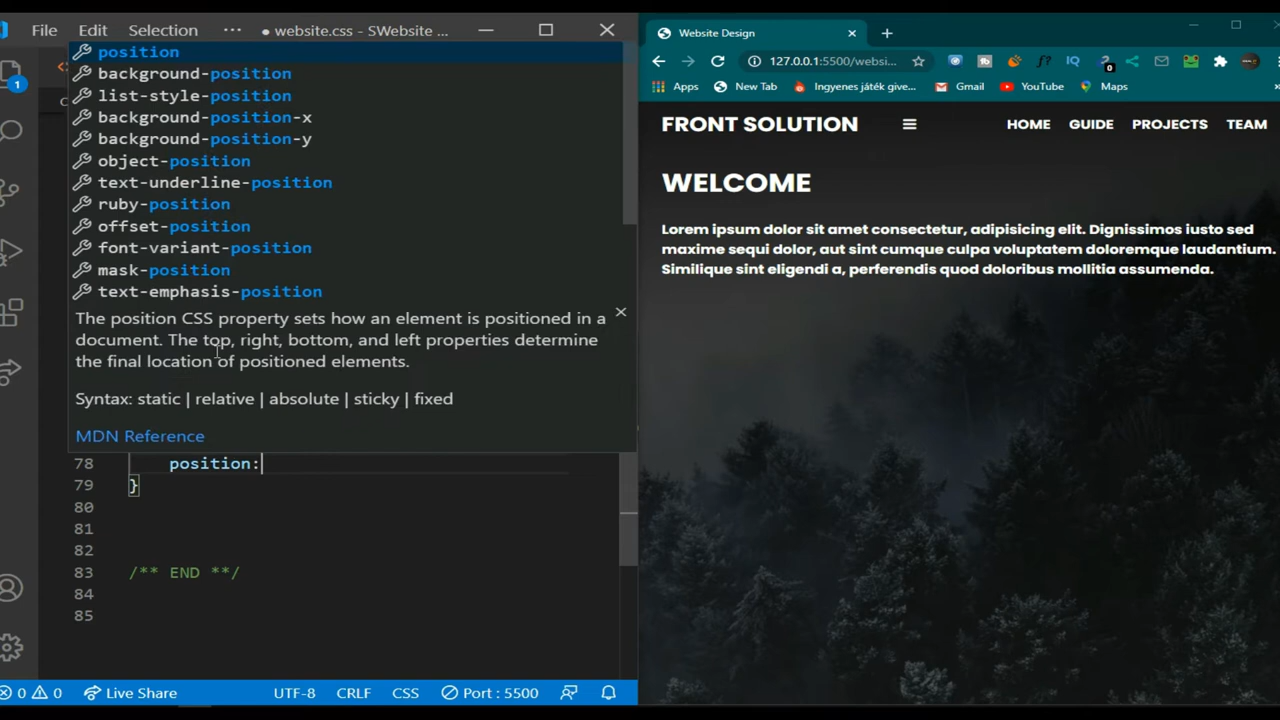 File Edit Selection ··· ● website.css - SWebsite ...
position
background-position
list-style-position
background-position-x
background-position-y
object-position
text-underline-position
ruby-position
offset-position
font-variant-position
mask-position
text-emphasis-position
The position CSS property sets how an element is positioned in a
document. The top, right, bottom, and left properties determine
the final location of positioned elements.
Syntax: static | relative | absolute | sticky | fixed
MDN Reference
78 position:
79 }
80
81
82
83 /** END **/
84
85
1
0 0 Live Share UTF-8 CRLF CSS Port : 5500
Website Design
127.0.0.1:5500/websi...
Apps New Tab Ingyenes játék give... Gmail YouTube Maps
f? IQ 0
FRONT SOLUTION HOME GUIDE PROJECTS TEAM
WELCOME
Lorem ipsum dolor sit amet consectetur, adipisicing elit. Dignissimos iusto sed
maxime sequi dolor, aut sint cumque culpa voluptatem doloremque laudantium.
Similique sint eligendi a, perferendis quod doloribus mollitia assumenda.